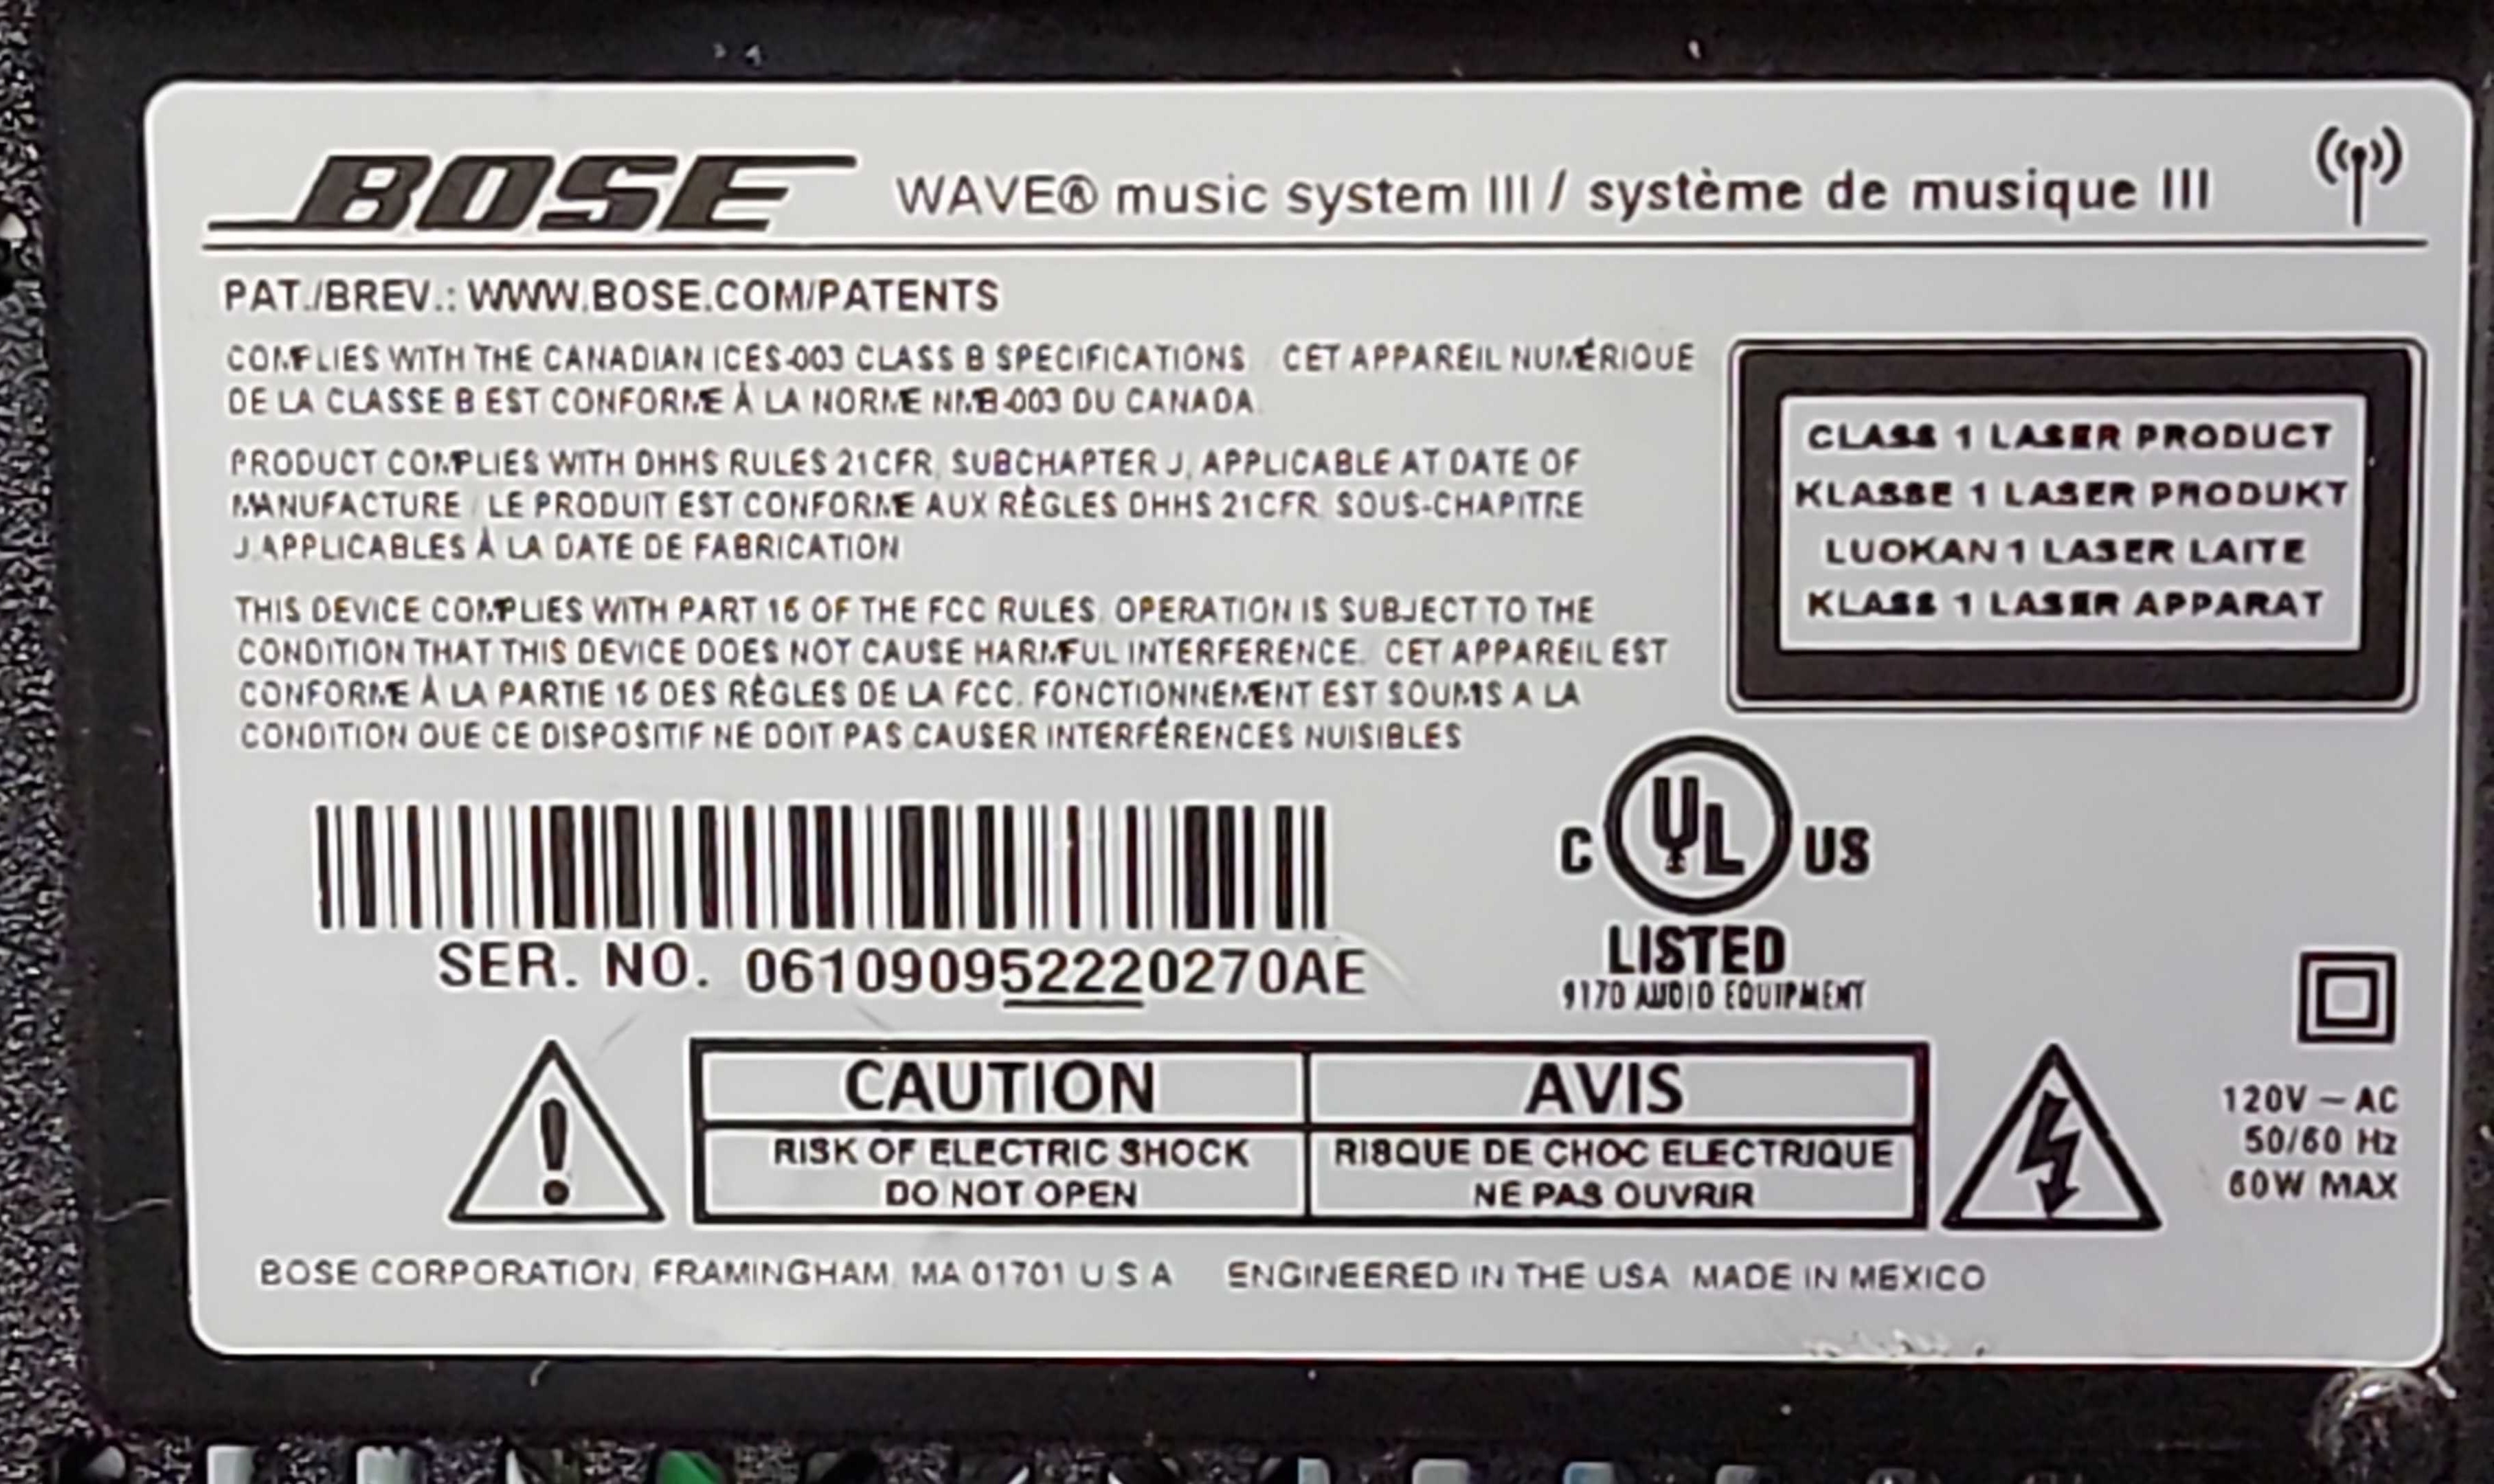 BOSE WAVE® music system III / système de musique III
PAT./BREV.: WWW.BOSE.COM/PATENTS
COMPLIES WITH THE CANADIAN ICES-003 CLASS B SPECIFICATIONS. CET APPAREIL NUMÉRIQUE
DE LA CLASSE B EST CONFORME À LA NORME NMB-003 DU CANADA.
PRODUCT COMPLIES WITH DHHS RULES 21CFR, SUBCHAPTER J, APPLICABLE AT DATE OF
MANUFACTURE. LE PRODUIT EST CONFORME AUX RÈGLES DHHS 21CFR, SOUS-CHAPITRE
J APPLICABLES À LA DATE DE FABRICATION
THIS DEVICE COMPLIES WITH PART 15 OF THE FCC RULES. OPERATION IS SUBJECT TO THE
CONDITION THAT THIS DEVICE DOES NOT CAUSE HARMFUL INTERFERENCE. CET APPAREIL EST
CONFORME À LA PARTIE 15 DES RÈGLES DE LA FCC. FONCTIONNEMENT EST SOUMIS A LA
CONDITION QUE CE DISPOSITIF NE DOIT PAS CAUSER INTERFÉRENCES NUISIBLES
CLASS 1 LASER PRODUCT
KLASSE 1 LASER PRODUKT
LUOKAN 1 LASER LAITE
KLASS 1 LASER APPARAT
C UL US
LISTED
9170 AUDIO EQUIPMENT
SER. NO. 061090952220270AE
CAUTION
RISK OF ELECTRIC SHOCK
DO NOT OPEN
AVIS
RISQUE DE CHOC ELECTRIQUE
NE PAS OUVRIR
120V ~ AC
50/60 Hz
60W MAX
BOSE CORPORATION, FRAMINGHAM, MA 01701 U.S.A. ENGINEERED IN THE USA. MADE IN MEXICO